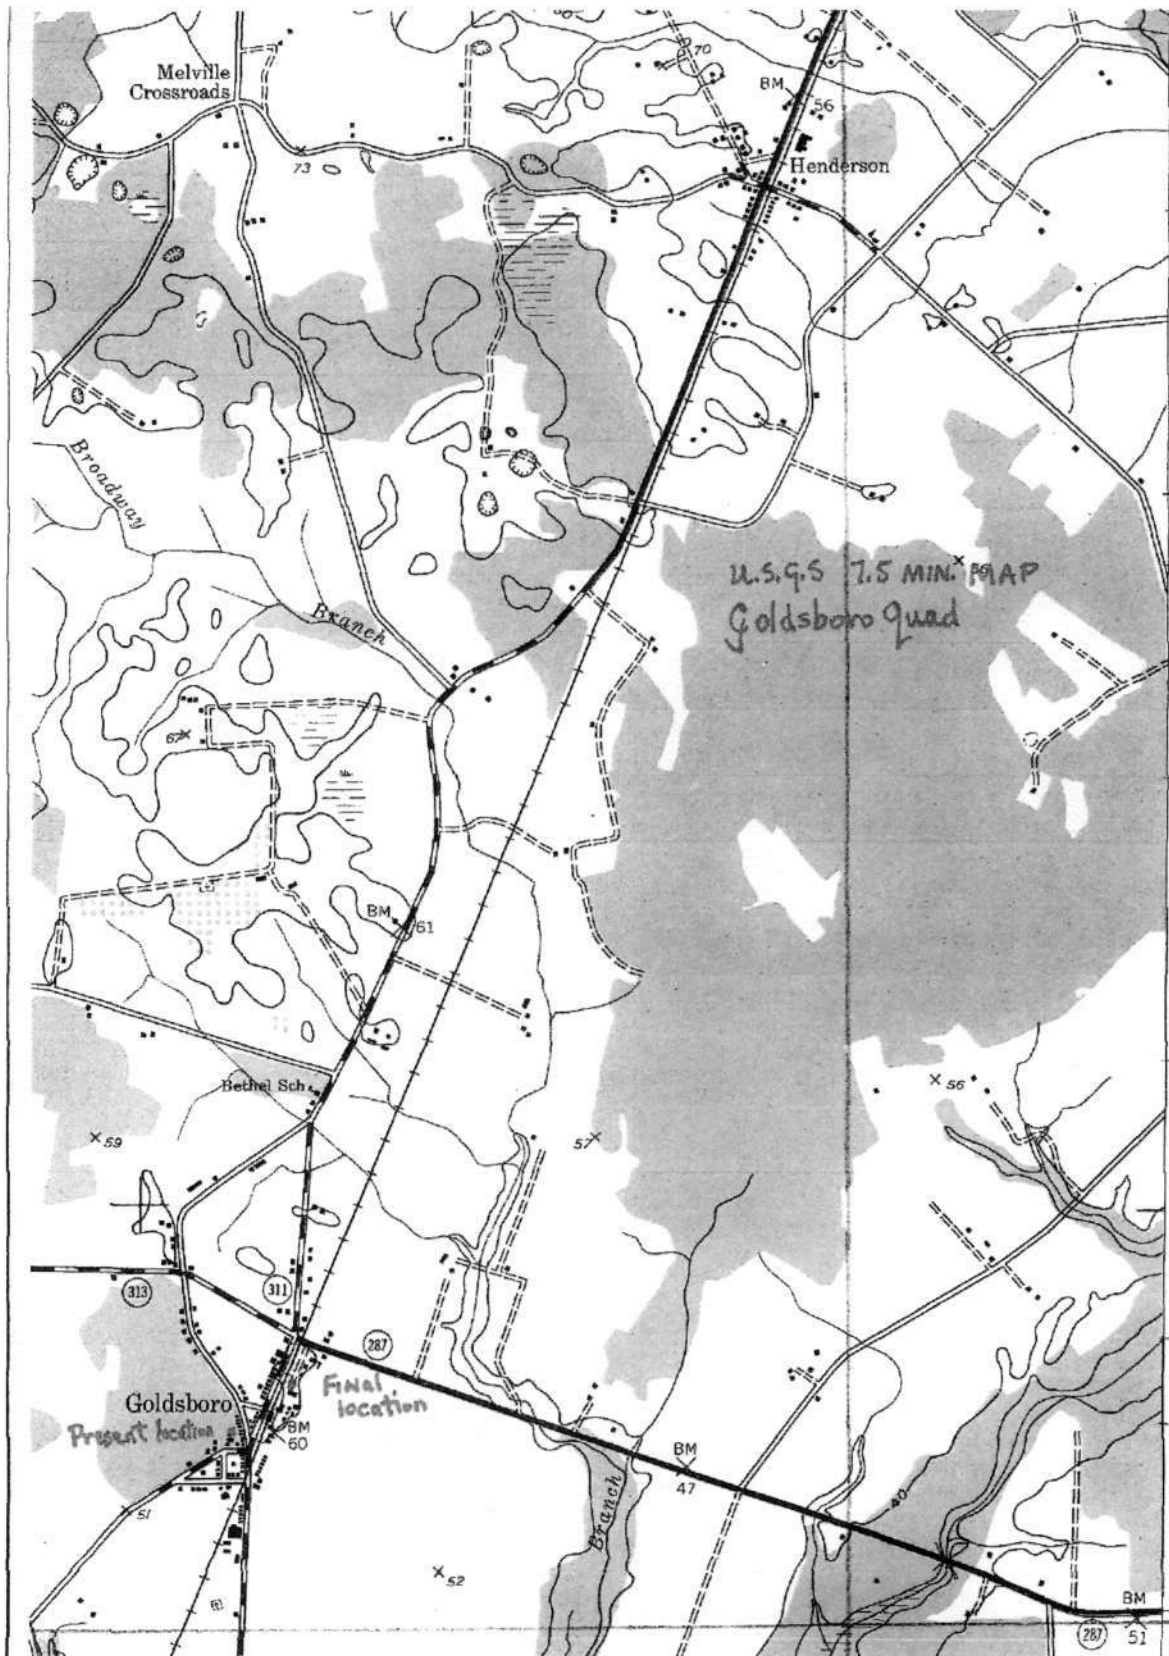 70
Melville
Crossroads
BM
56
73
Henderson
Broadway
U.S.G.S 7.5 MIN. MAP
Goldsboro Quad
Branch
67
BM
61
Bethel Sch
56
59
57
313
311
287
Final
location
Goldsboro
Present location
BM
60
BM
47
40
51
Branch
52
BM
287
51